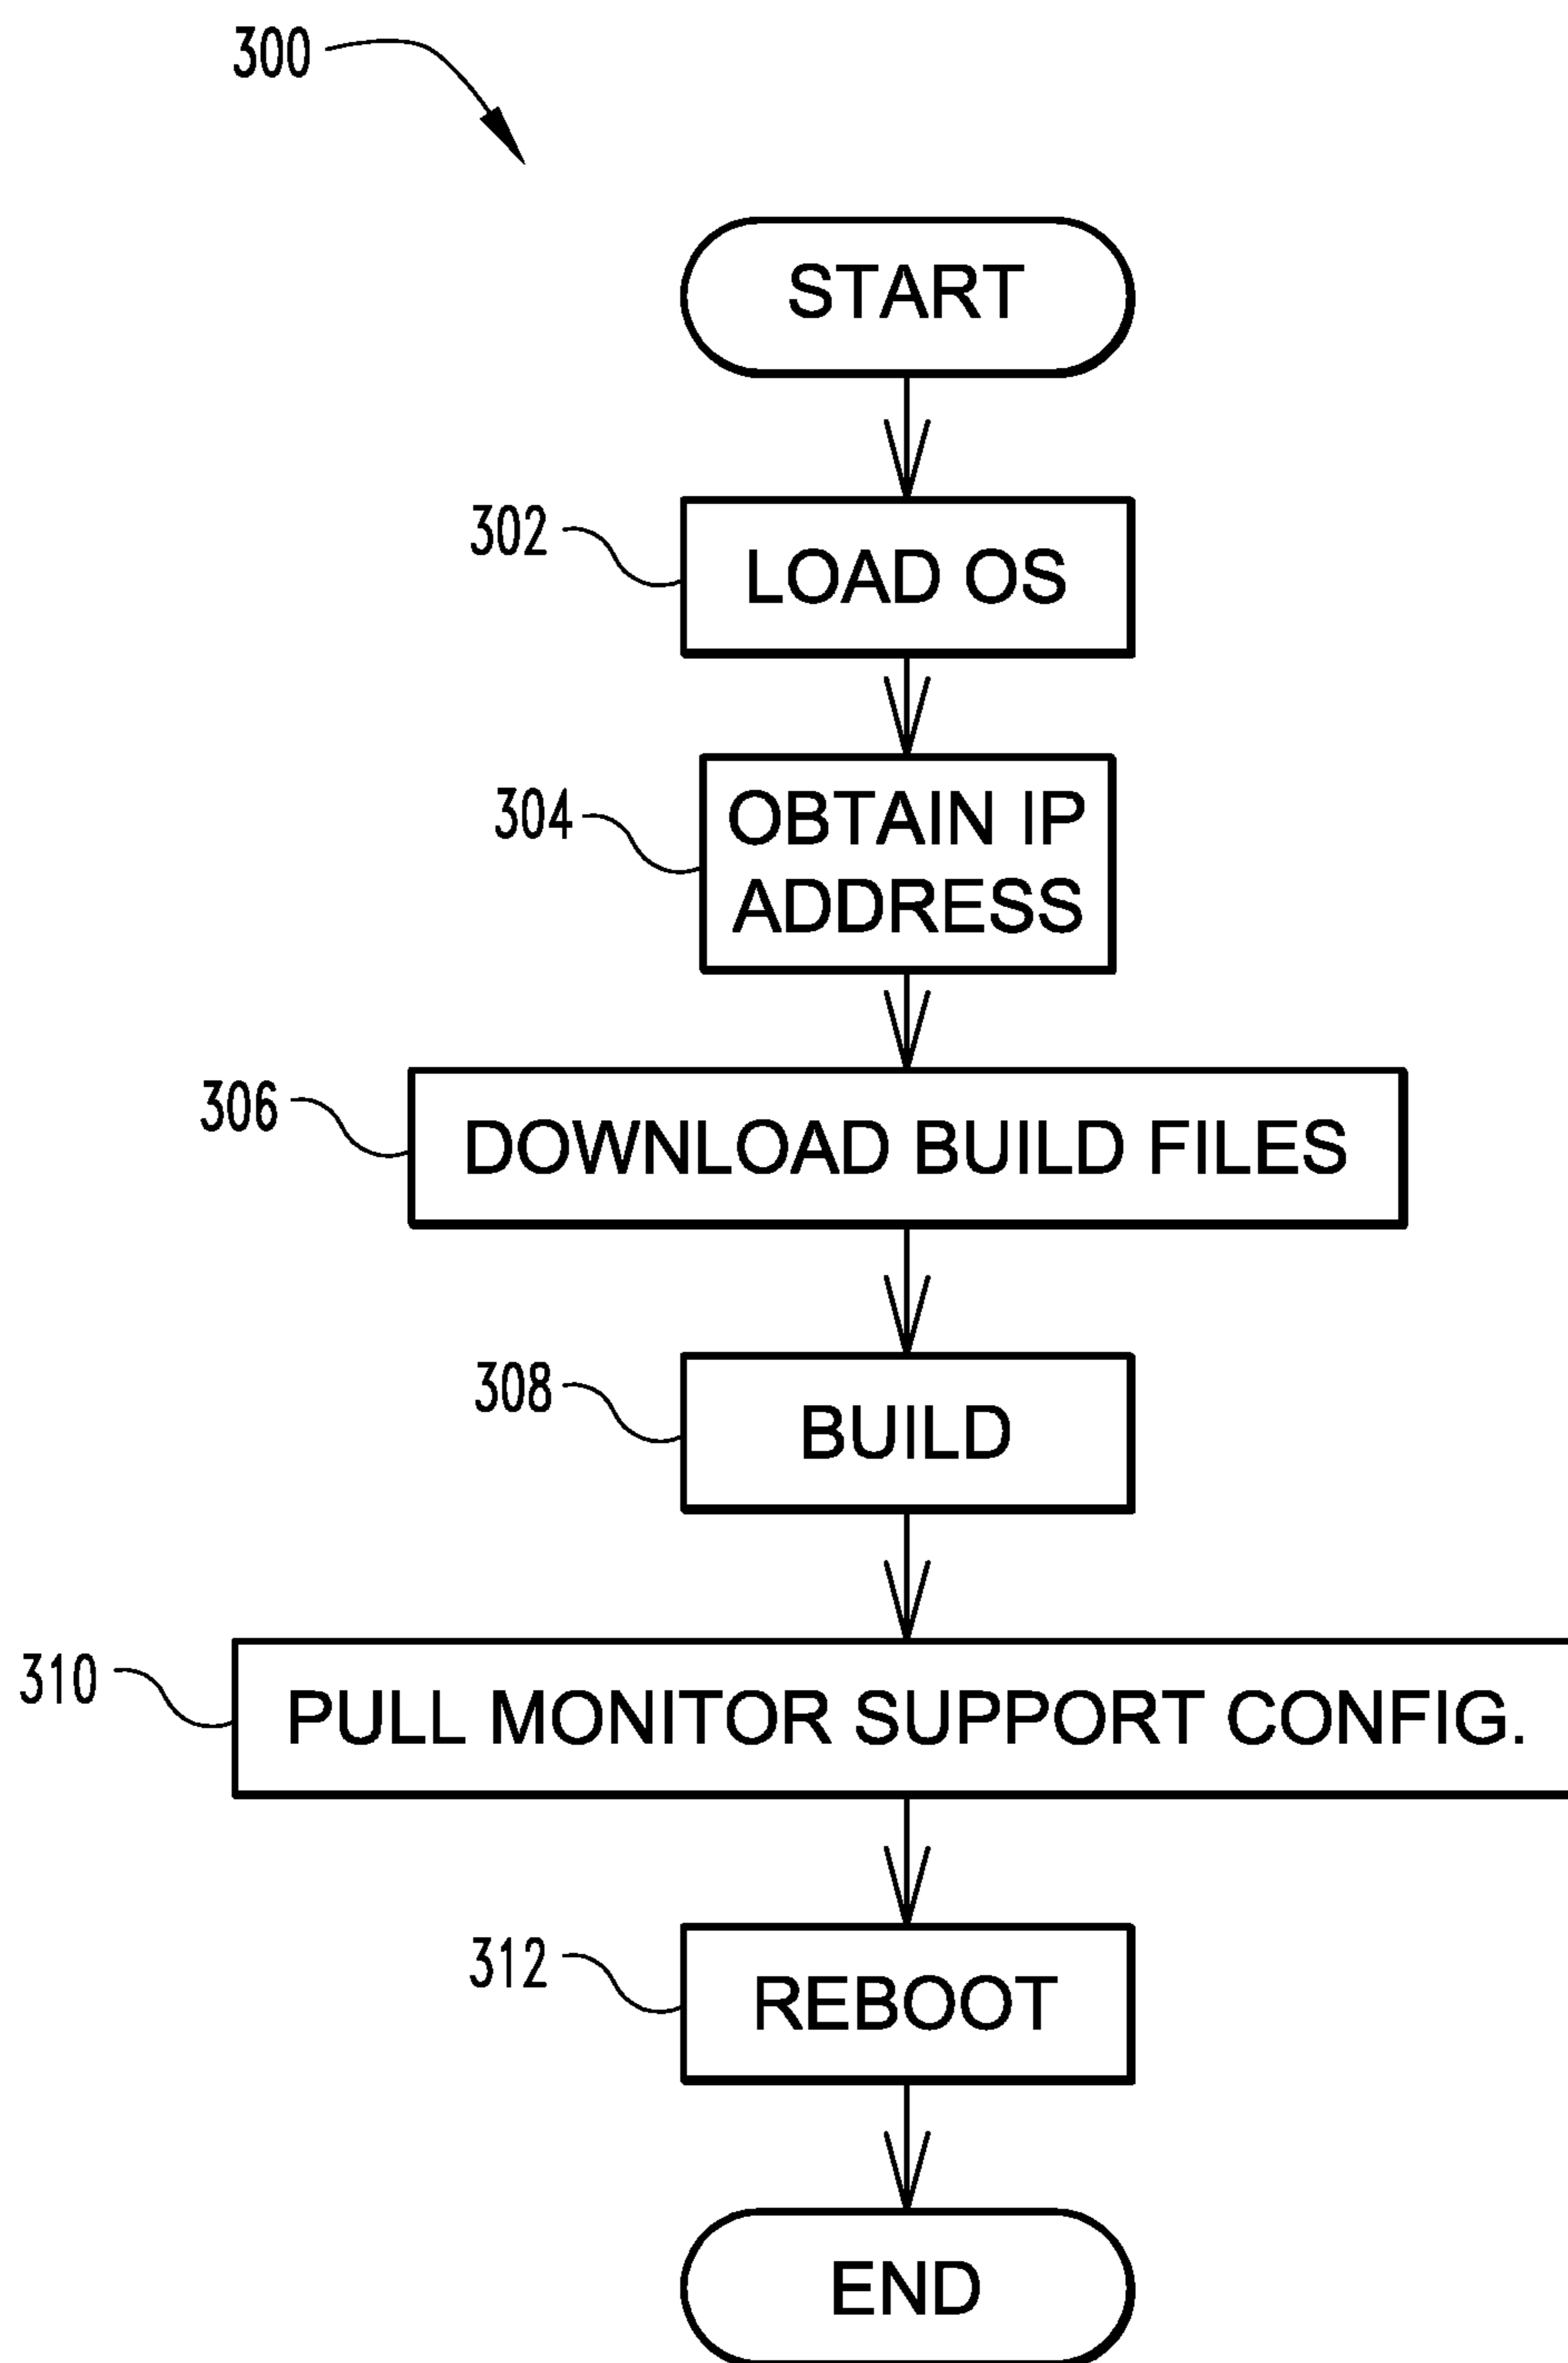 300
START
302
LOAD OS
304
OBTAIN IP
ADDRESS
306
DOWNLOAD BUILD FILES
308
BUILD
310
PULL MONITOR SUPPORT CONFIG.
312
REBOOT
END